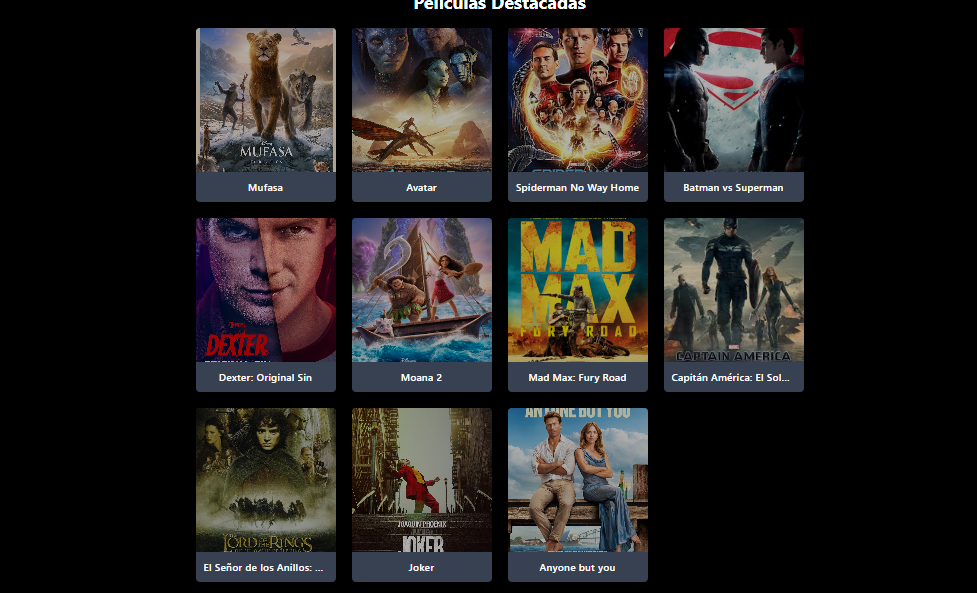 Películas Destacadas
MUFASA
Mufasa
Avatar
Spiderman No Way Home
Batman vs Superman
DEXTER
Dexter: Original Sin
Moana 2
MAD
MAX
FURY ROAD
Mad Max: Fury Road
MARVEL
CAPTAIN AMERICA
Capitán América: El Sol...
THE LORD OF THE RINGS
El Señor de los Anillos: ...
JOAQUIN PHOENIX
JOKER
Joker
ANYONE BUT YOU
Anyone but you